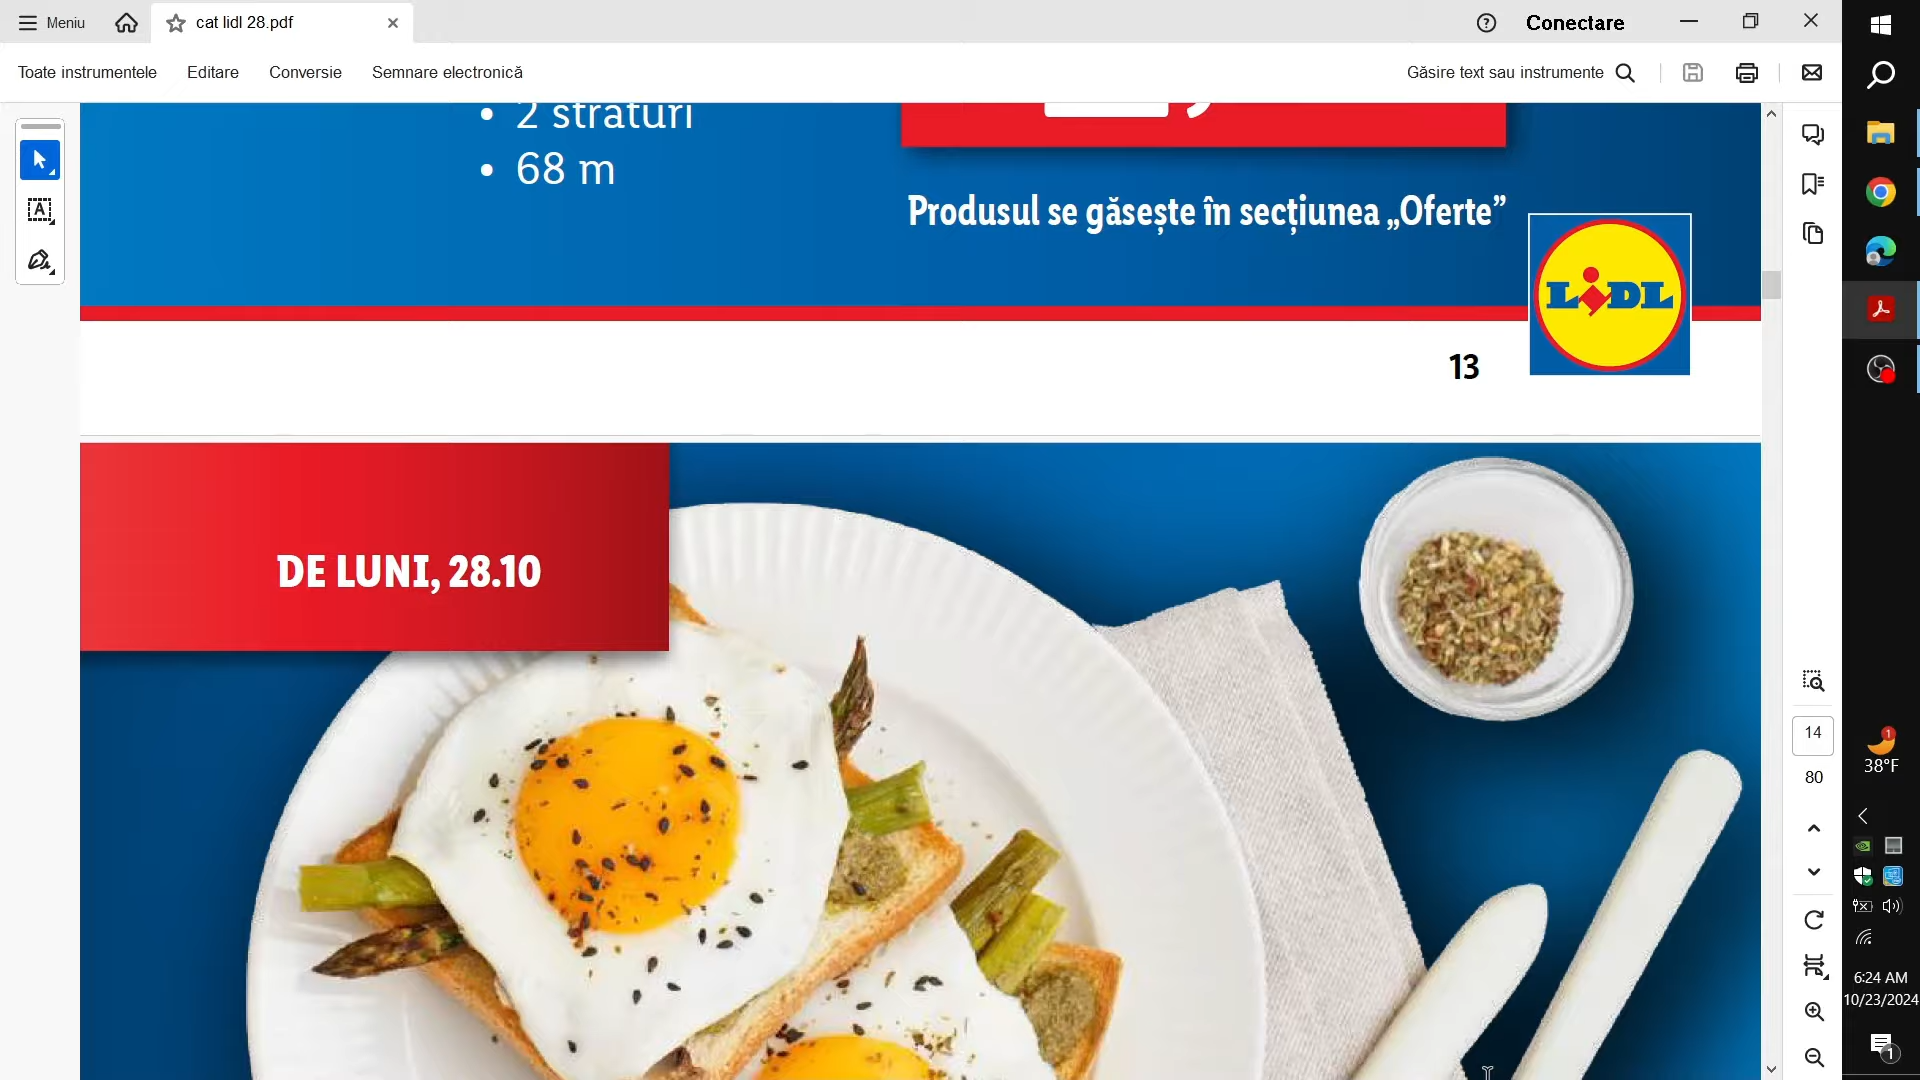 Meniu
cat lidl 28.pdf
Conectare
Toate instrumentele
Editare
Conversie
Semnare electronică
Găsire text sau instrumente
• 2 straturi
• 68 m
Produsul se găsește în secțiunea „Oferte”
LIDL
13
DE LUNI, 28.10
14
80
1
38°F
6:24 AM
10/23/2024
1